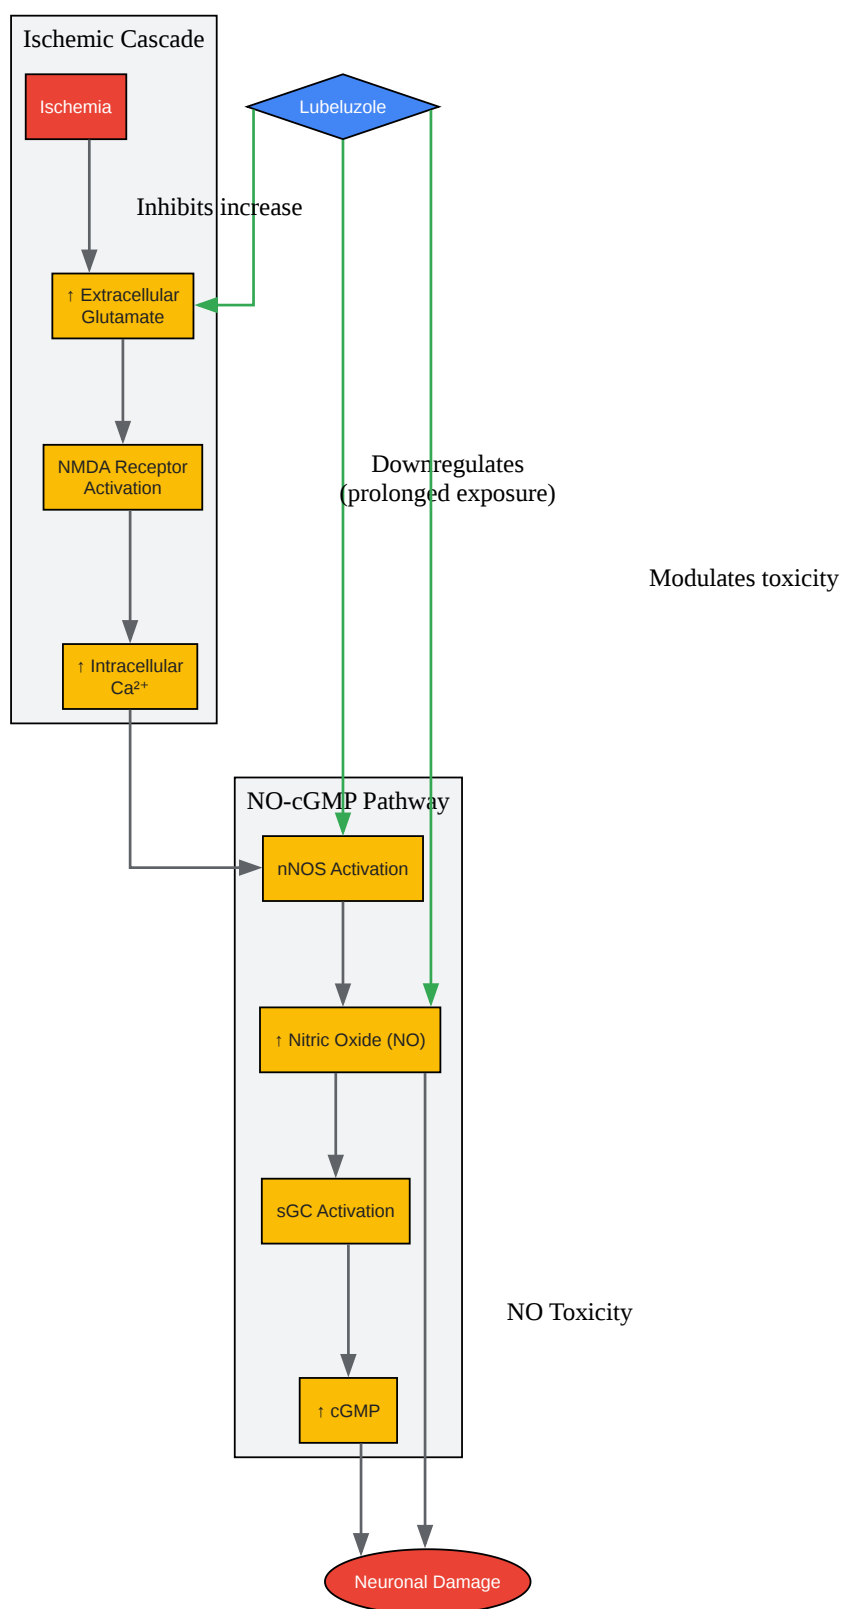 Ischemic Cascade
Ischemia
Lubeluzole
Inhibits increase
↑ Extracellular
Glutamate
Downregulates
(prolonged exposure)
NMDA Receptor
Activation
Modulates toxicity
↑ Intracellular
Ca²⁺
NO-cGMP Pathway
nNOS Activation
↑ Nitric Oxide (NO)
sGC Activation
NO Toxicity
↑ cGMP
Neuronal Damage